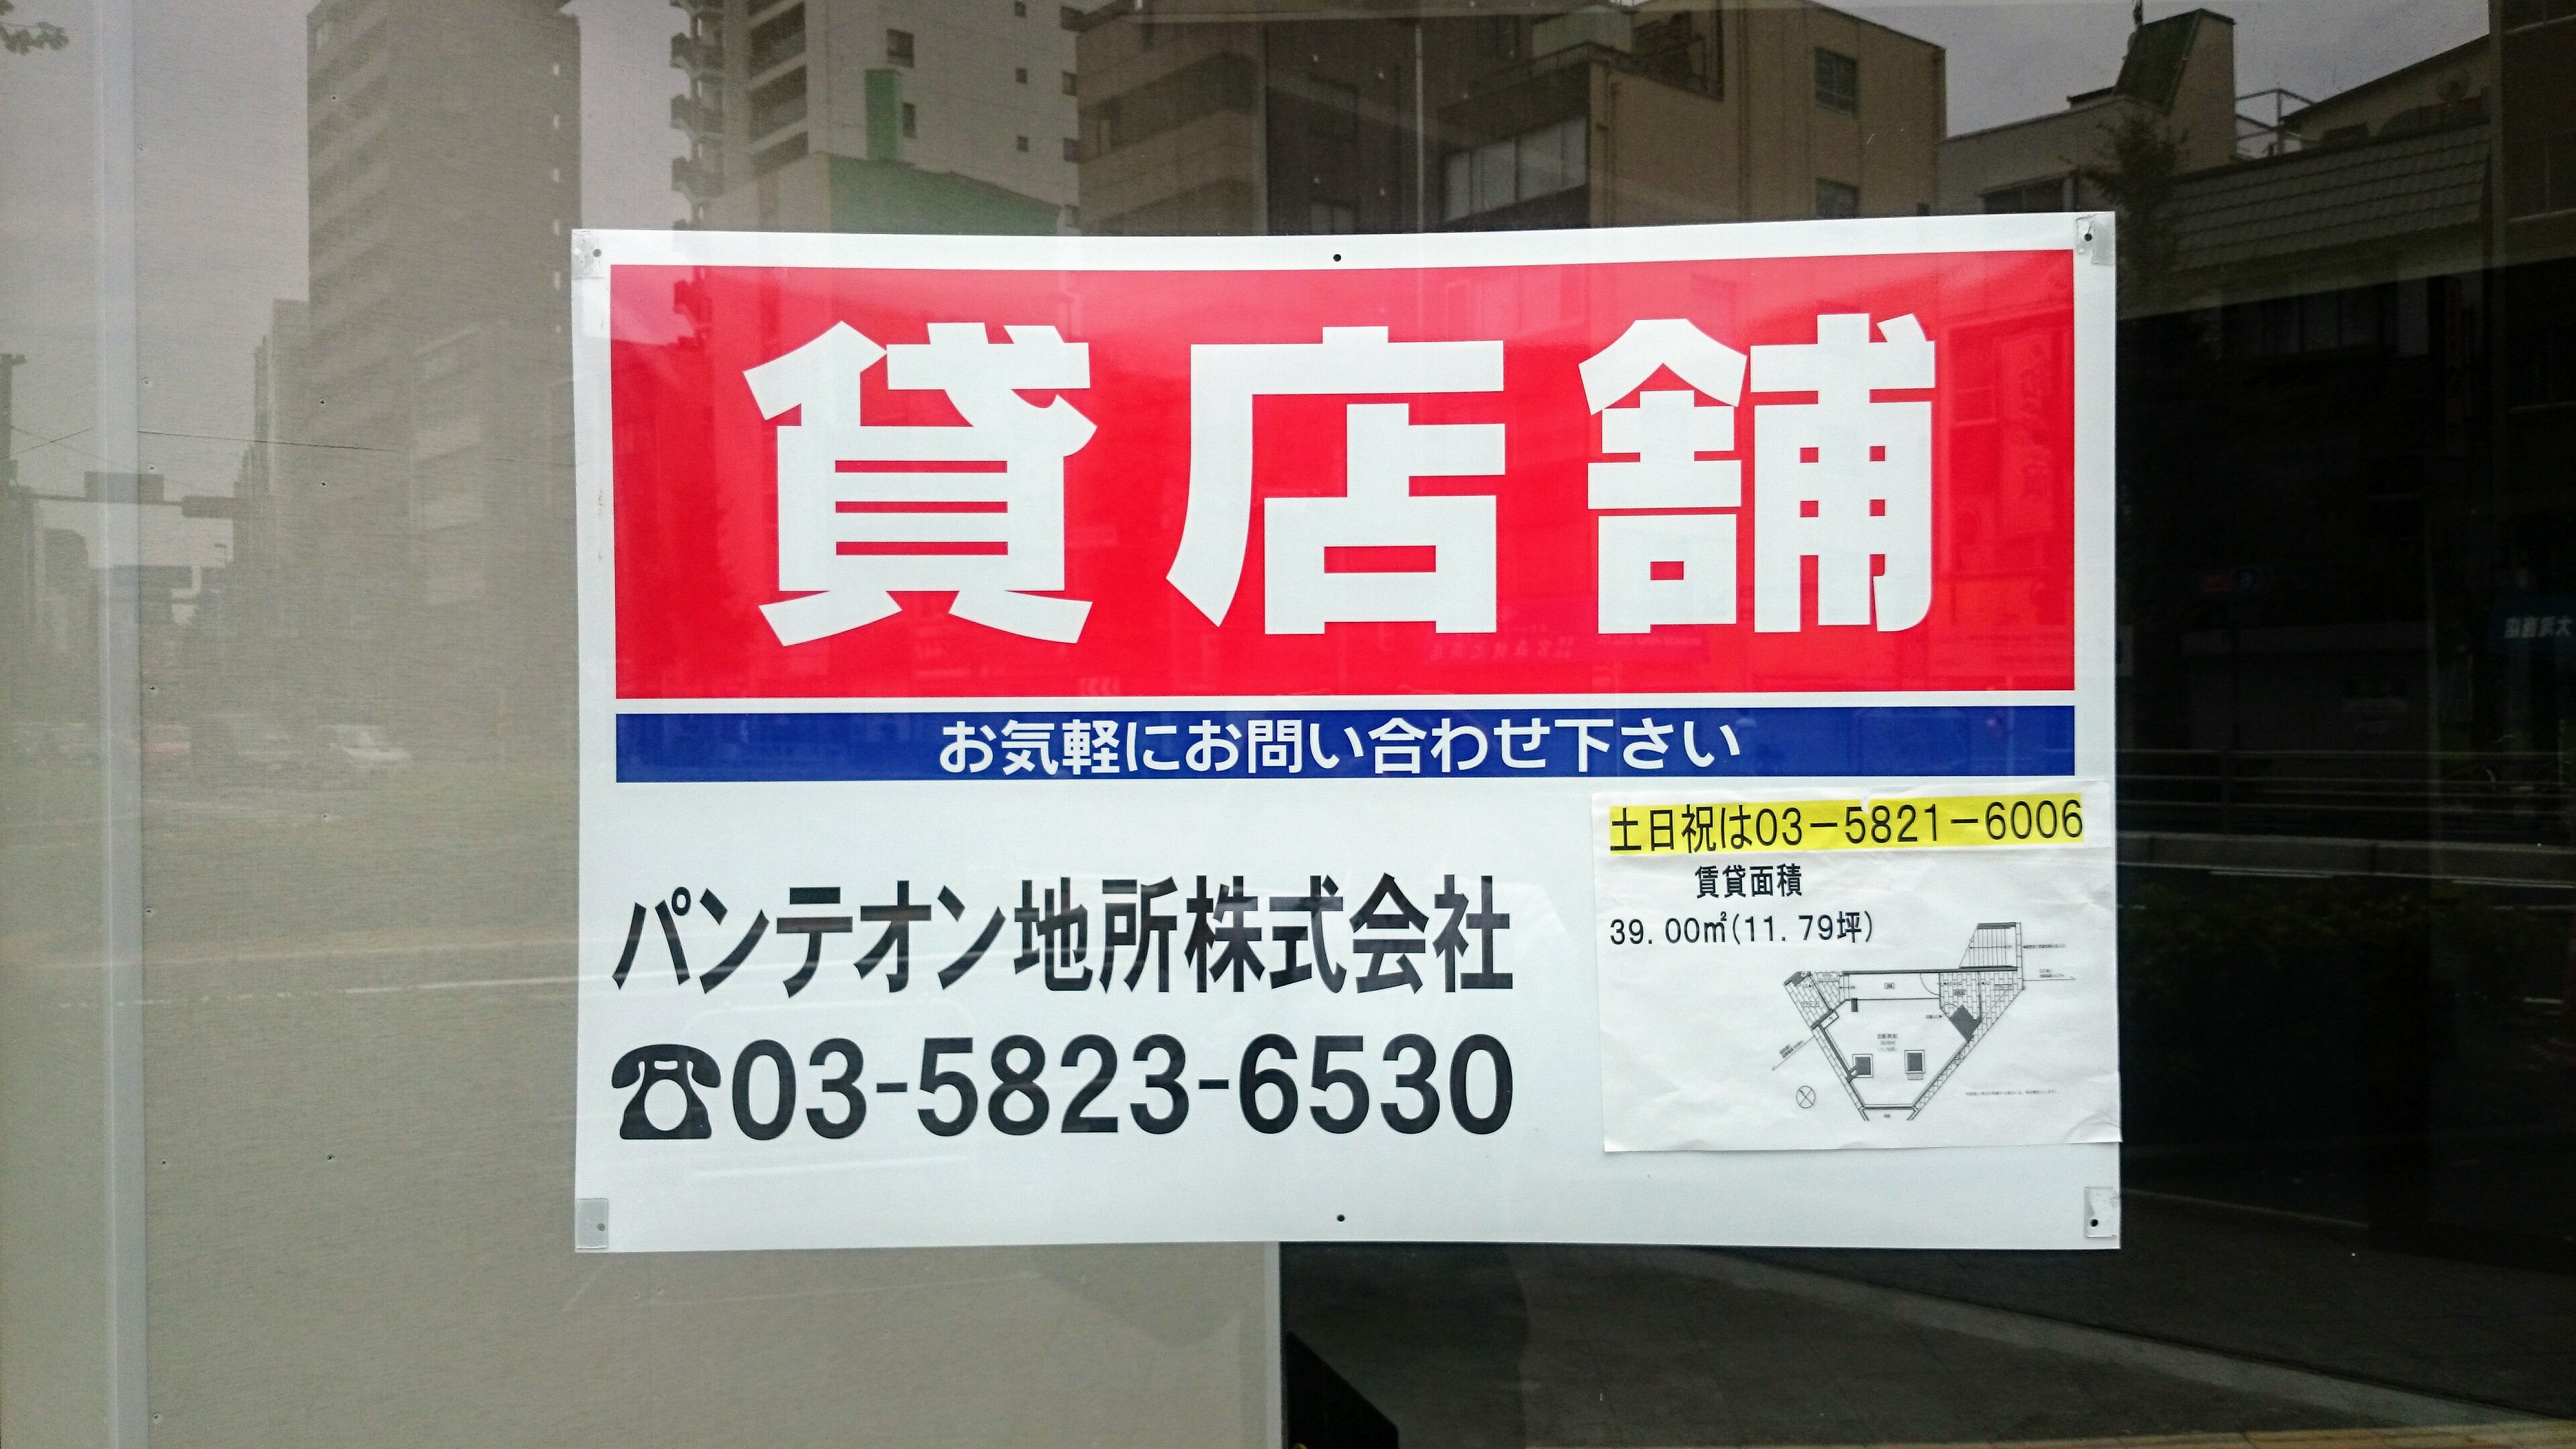 貸店舗
お気軽にお問い合わせ下さい
土日祝は03－5821－6006
賃貸面積
39.00㎡(11.79坪)
パンテオン地所株式会社
☎03-5823-6530